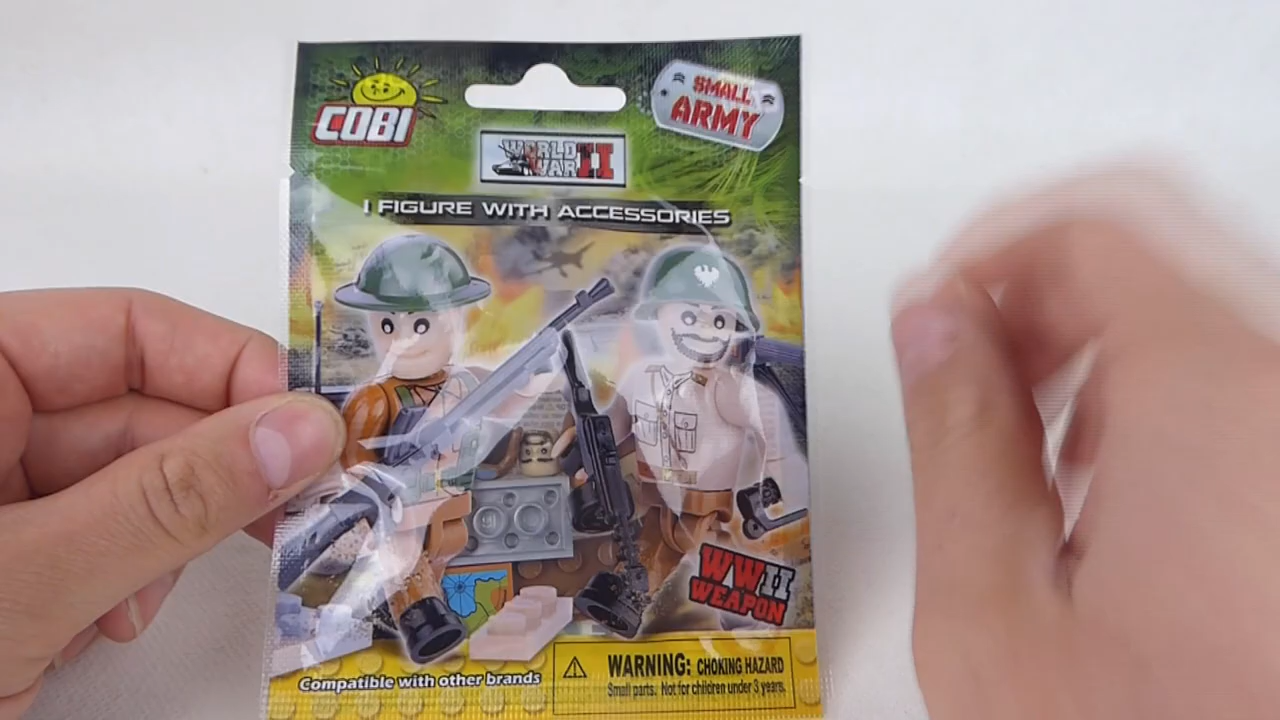 COBI
SMALL
ARMY
WORLD
WAR II
1 FIGURE WITH ACCESSORIES
WWII
WEAPON
Compatible with other brands
WARNING: CHOKING HAZARD
Small parts. Not for children under 3 years.